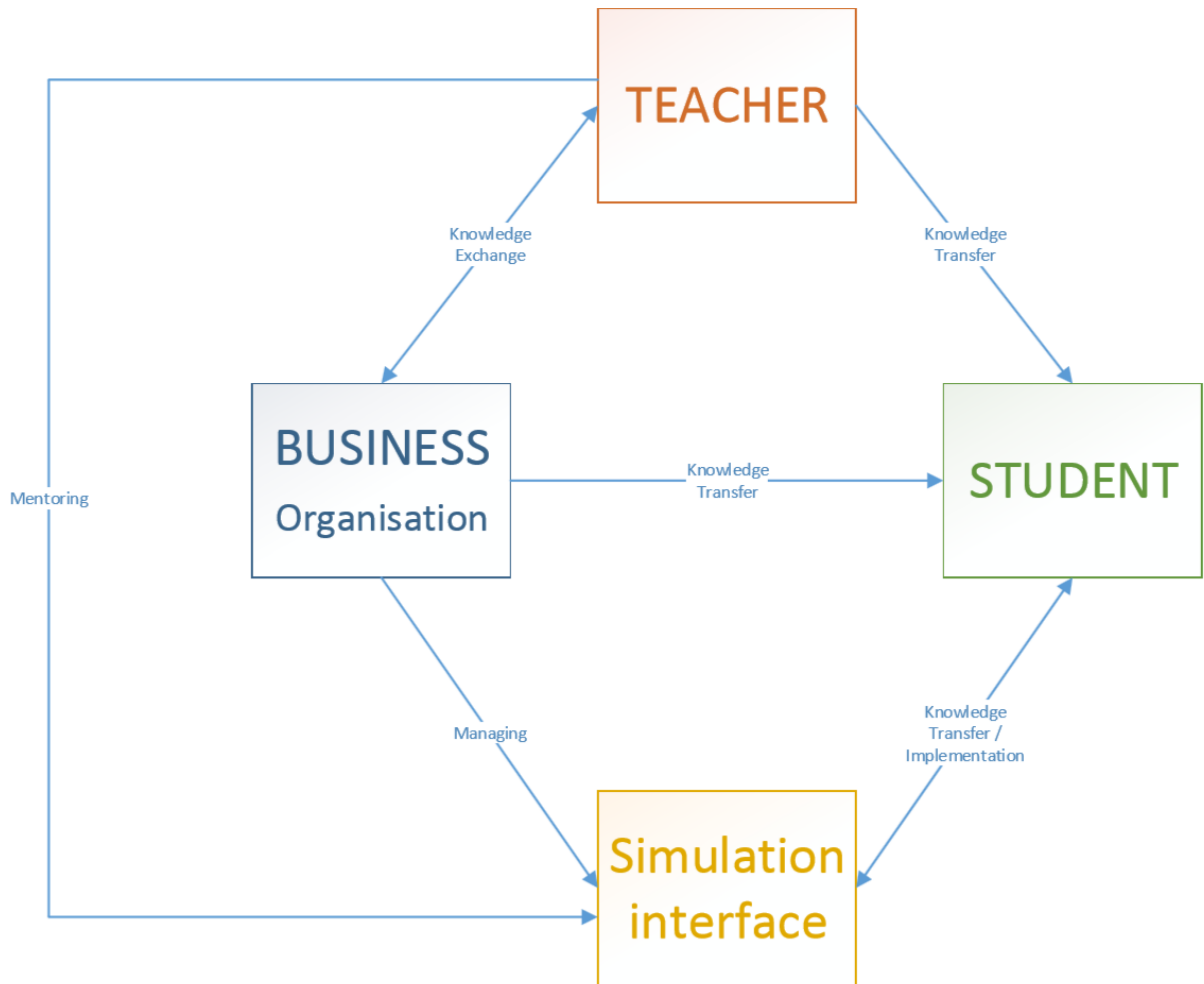 TEACHER
Knowledge
Exchange
Knowledge
Transfer
BUSINESS
Organisation
Knowledge
Transfer
STUDENT
Mentoring
Managing
Knowledge
Transfer /
Implementation
Simulation
interface